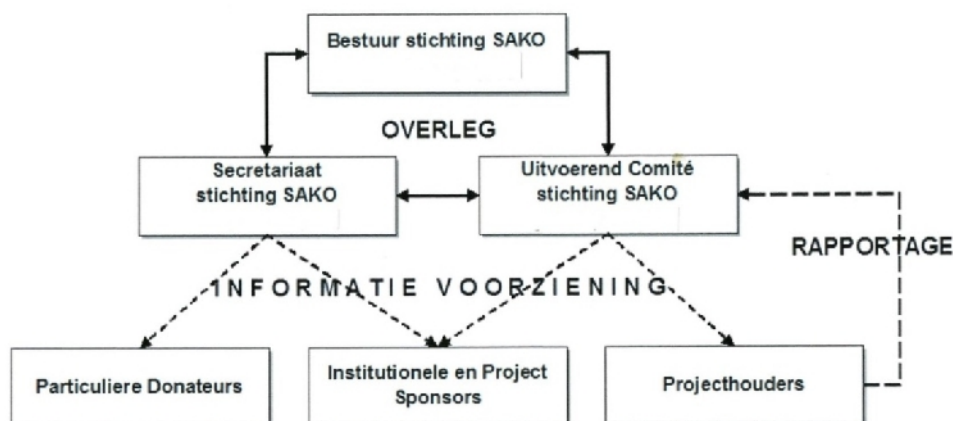 Bestuur stichting SAKO
OVERLEG
Secretariaat
stichting SAKO
Uitvoerend Comité
stichting SAKO
RAPPORTAGE
INFORMATIE VOORZIENING
Particuliere Donateurs
Institutionele en Project
Sponsors
Projecthouders